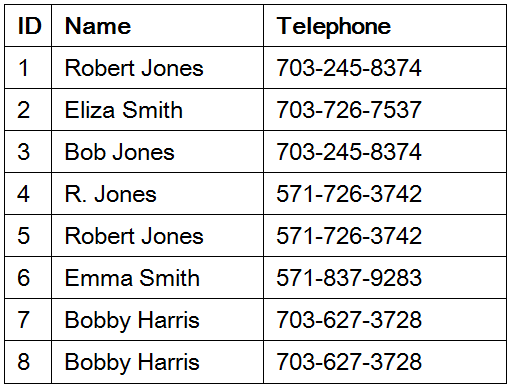 ID Name Telephone
1 Robert Jones 703-245-8374
2 Eliza Smith 703-726-7537
3 Bob Jones 703-245-8374
4 R. Jones 571-726-3742
5 Robert Jones 571-726-3742
6 Emma Smith 571-837-9283
7 Bobby Harris 703-627-3728
8 Bobby Harris 703-627-3728